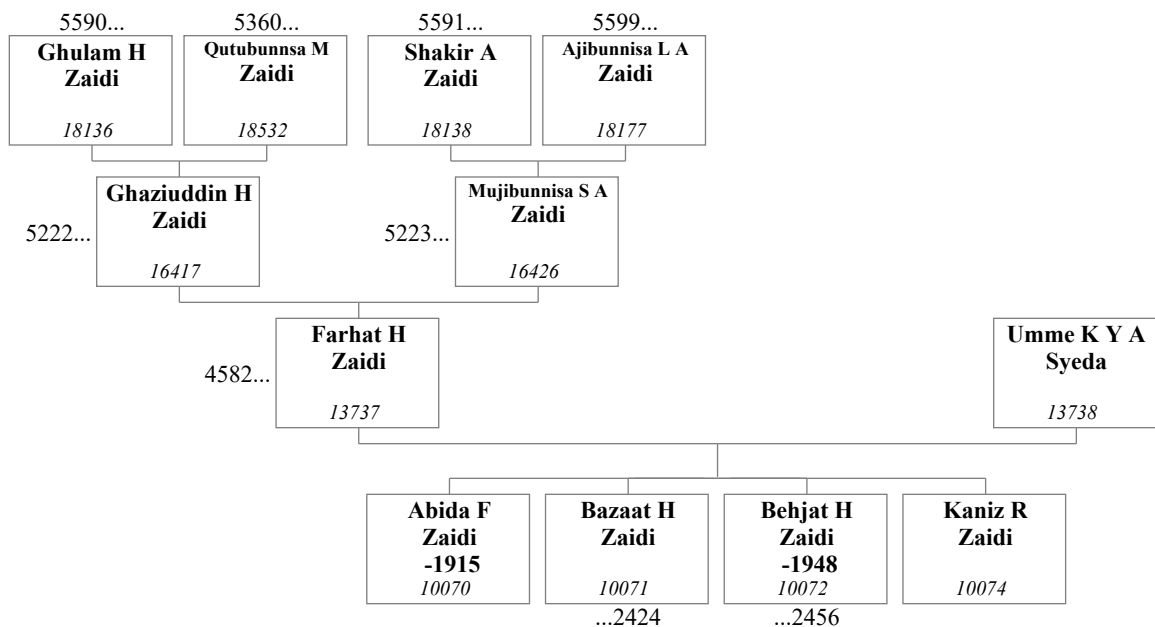 5590...
5360...
5591...
5599...
Ghulam H
Zaidi
18136
Qutubunnsa M
Zaidi
18532
Shakir A
Zaidi
18138
Ajibunnisa L A
Zaidi
18177
5222...
Ghaziuddin H
Zaidi
16417
5223...
Mujibunnisa S A
Zaidi
16426
4582...
Farhat H
Zaidi
13737
Umme K Y A
Syeda
13738
Abida F
Zaidi
-1915
10070
Bazaat H
Zaidi
10071
Behjat H
Zaidi
-1948
10072
Kaniz R
Zaidi
10074
...2424
...2456